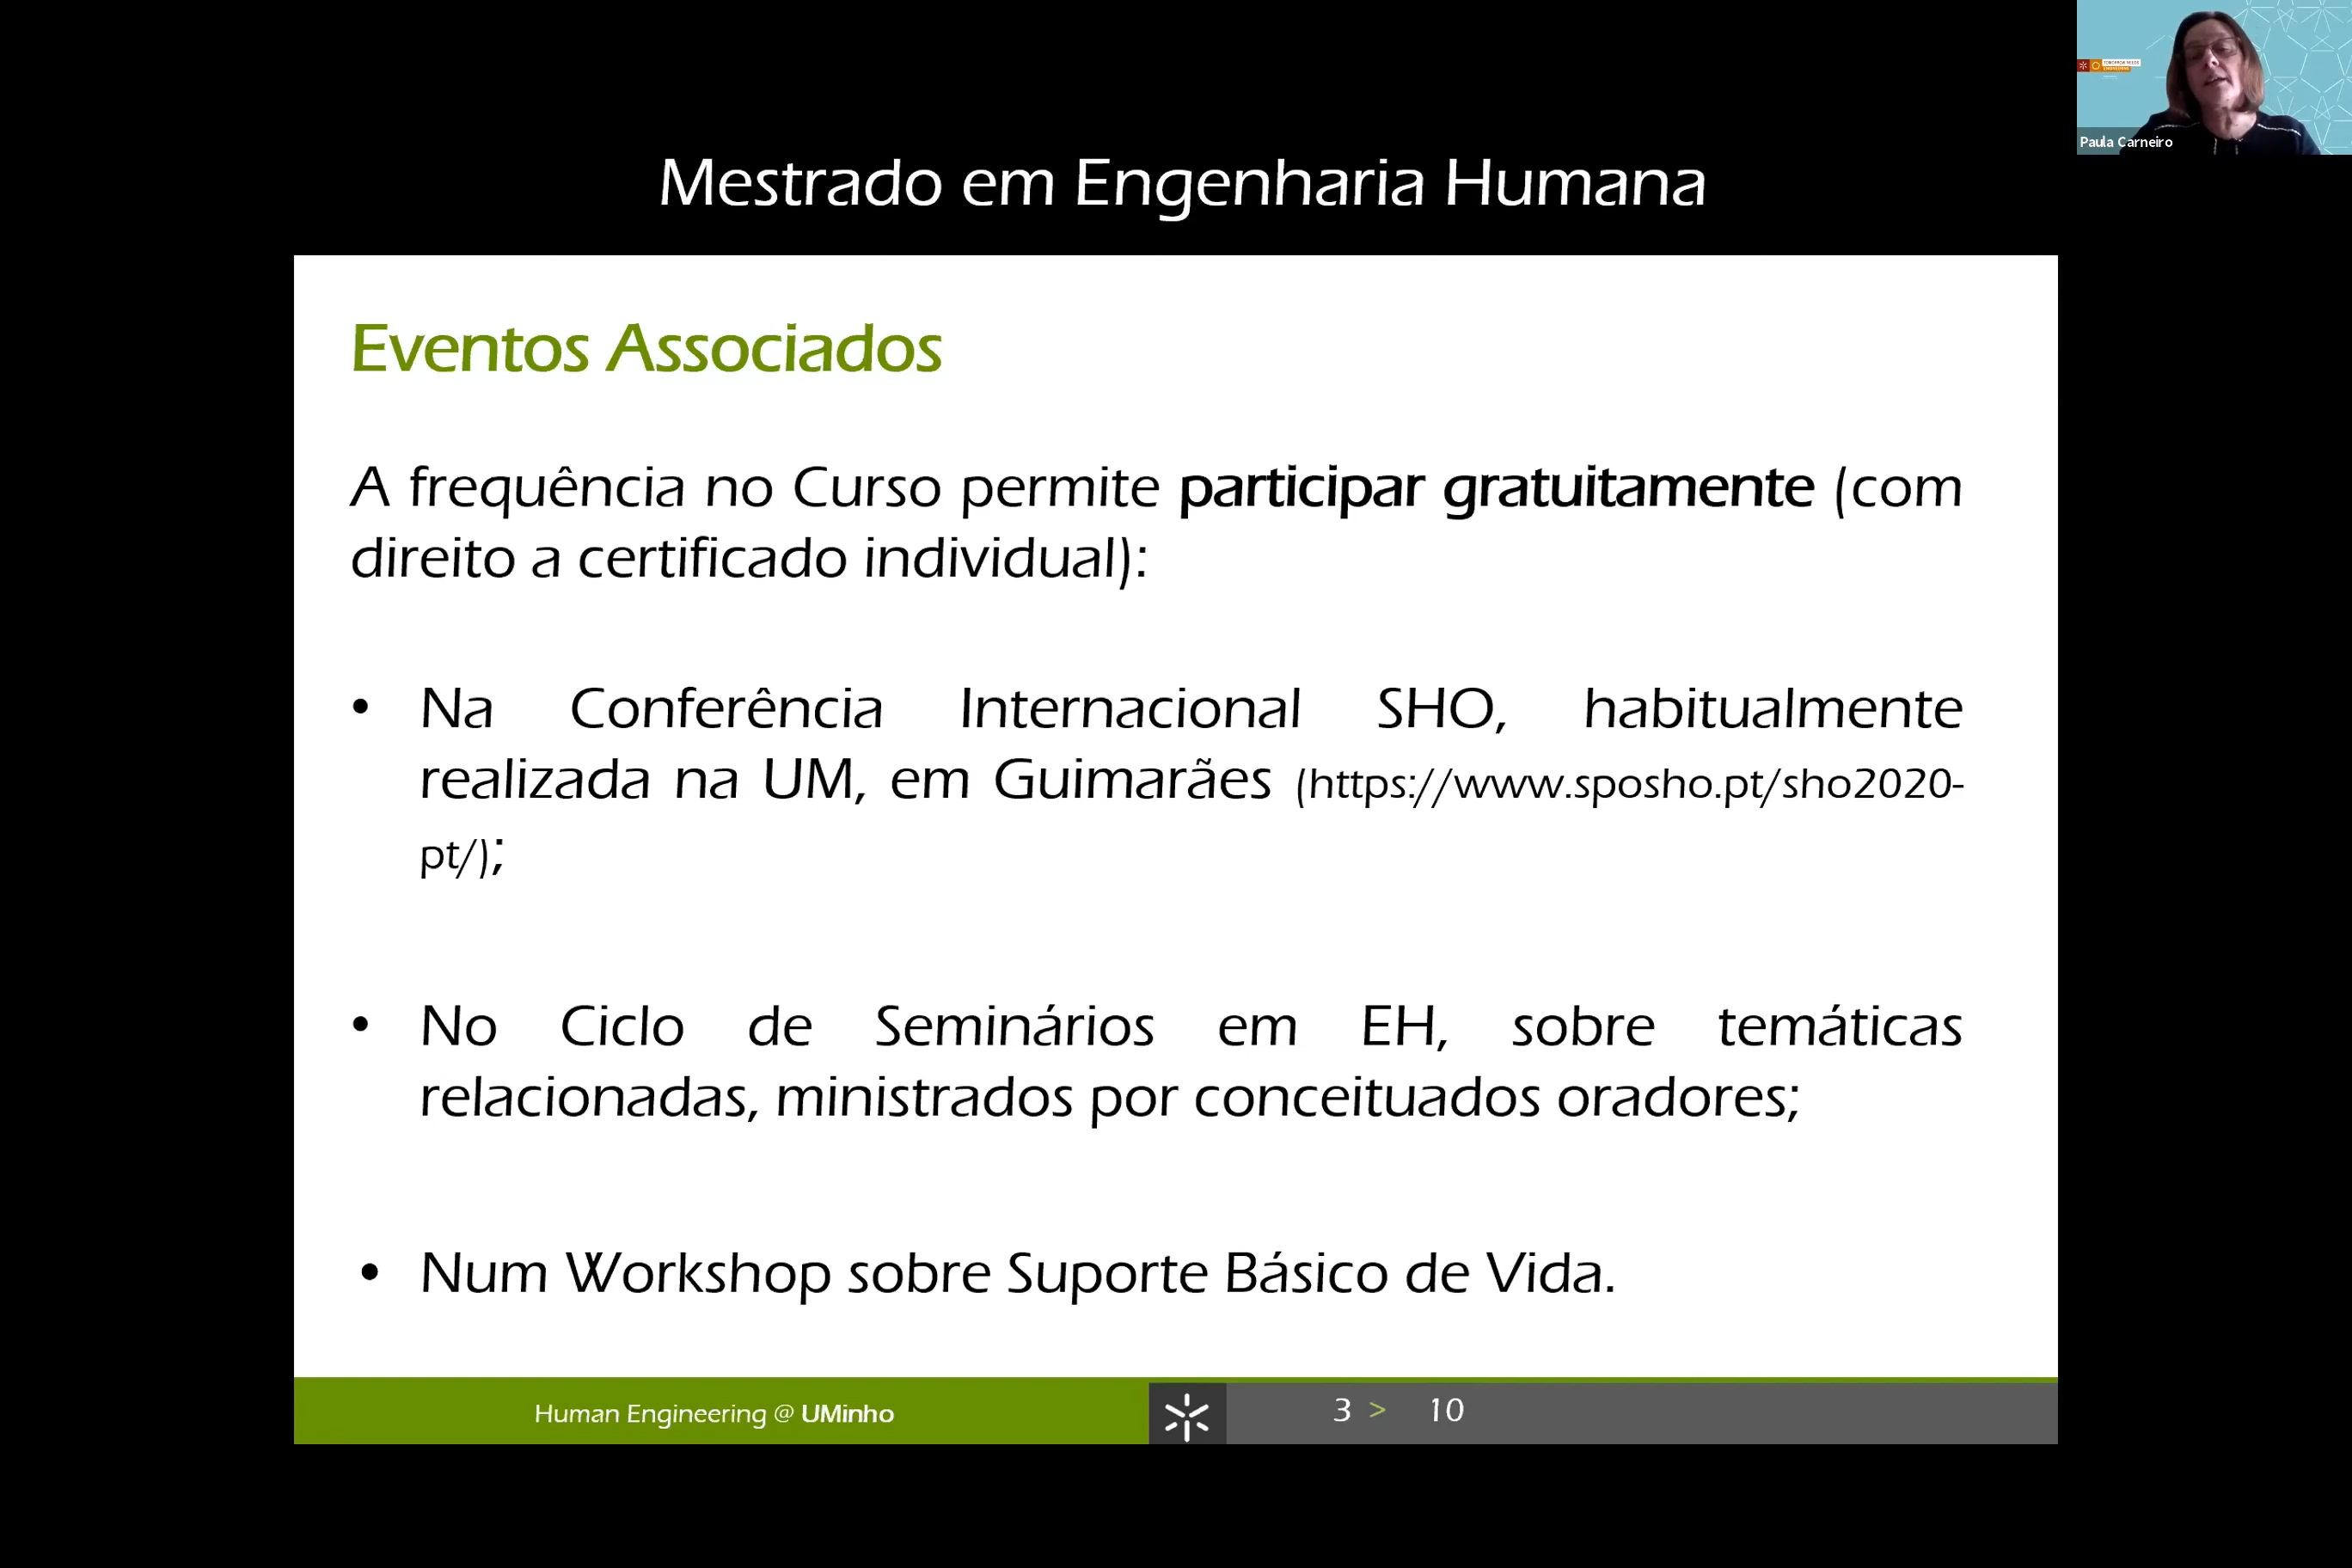 Paula Carneiro
Mestrado em Engenharia Humana
Eventos Associados
A frequência no Curso permite participar gratuitamente (com
direito a certificado individual):
• Na Conferência Internacional SHO, habitualmente
realizada na UM, em Guimarães (https://www.sposho.pt/sho2020-
pt/);
• No Ciclo de Seminários em EH, sobre temáticas
relacionadas, ministrados por conceituados oradores;
• Num Workshop sobre Suporte Básico de Vida.
Human Engineering @ UMinho
3 > 10